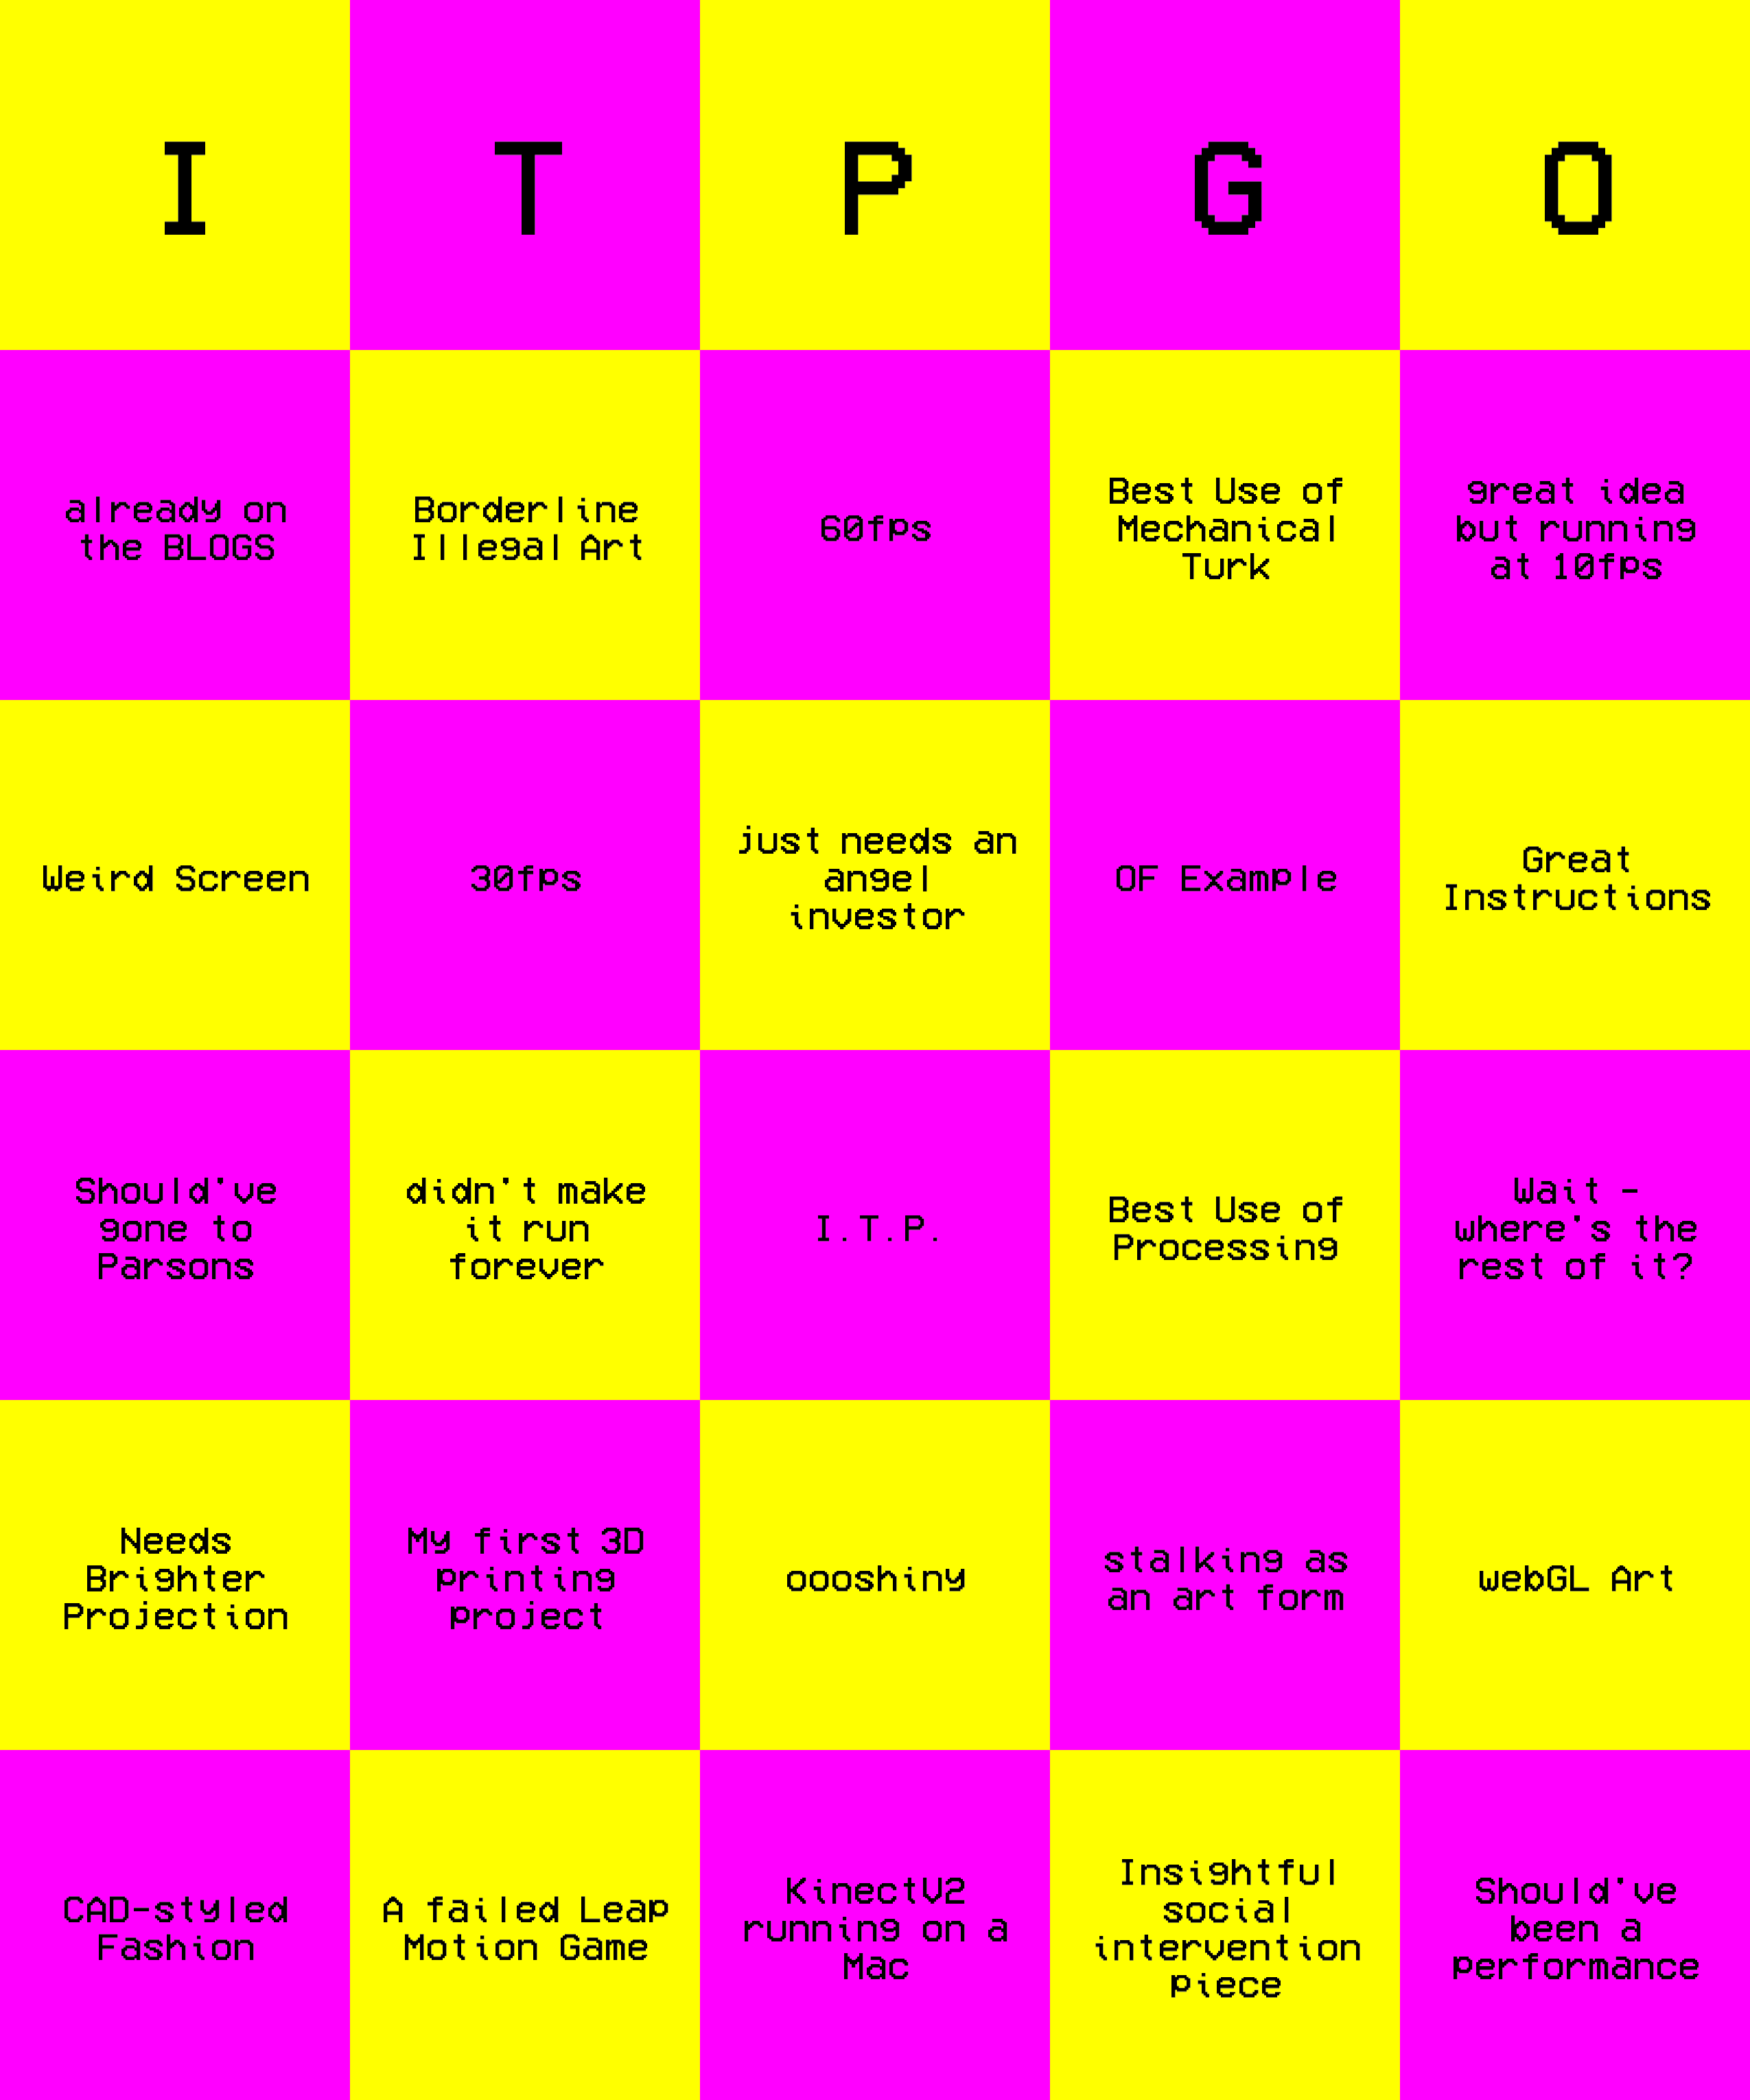 I T P G O
already on
the BLOGS
Borderline
Illegal Art
60fps
Best Use of
Mechanical
Turk
great idea
but running
at 10fps
Weird Screen
30fps
just needs an
angel
investor
OF Example
Great
Instructions
Should've
gone to
Parsons
didn't make
it run
forever
I.T.P.
Best Use of
Processing
Wait -
where's the
rest of it?
Needs
Brighter
Projection
My first 3D
printing
project
oooshiny
stalking as
an art form
webGL Art
CAD-styled
Fashion
A failed Leap
Motion Game
KinectV2
running on a
Mac
Insightful
social
intervention
piece
Should've
been a
performance